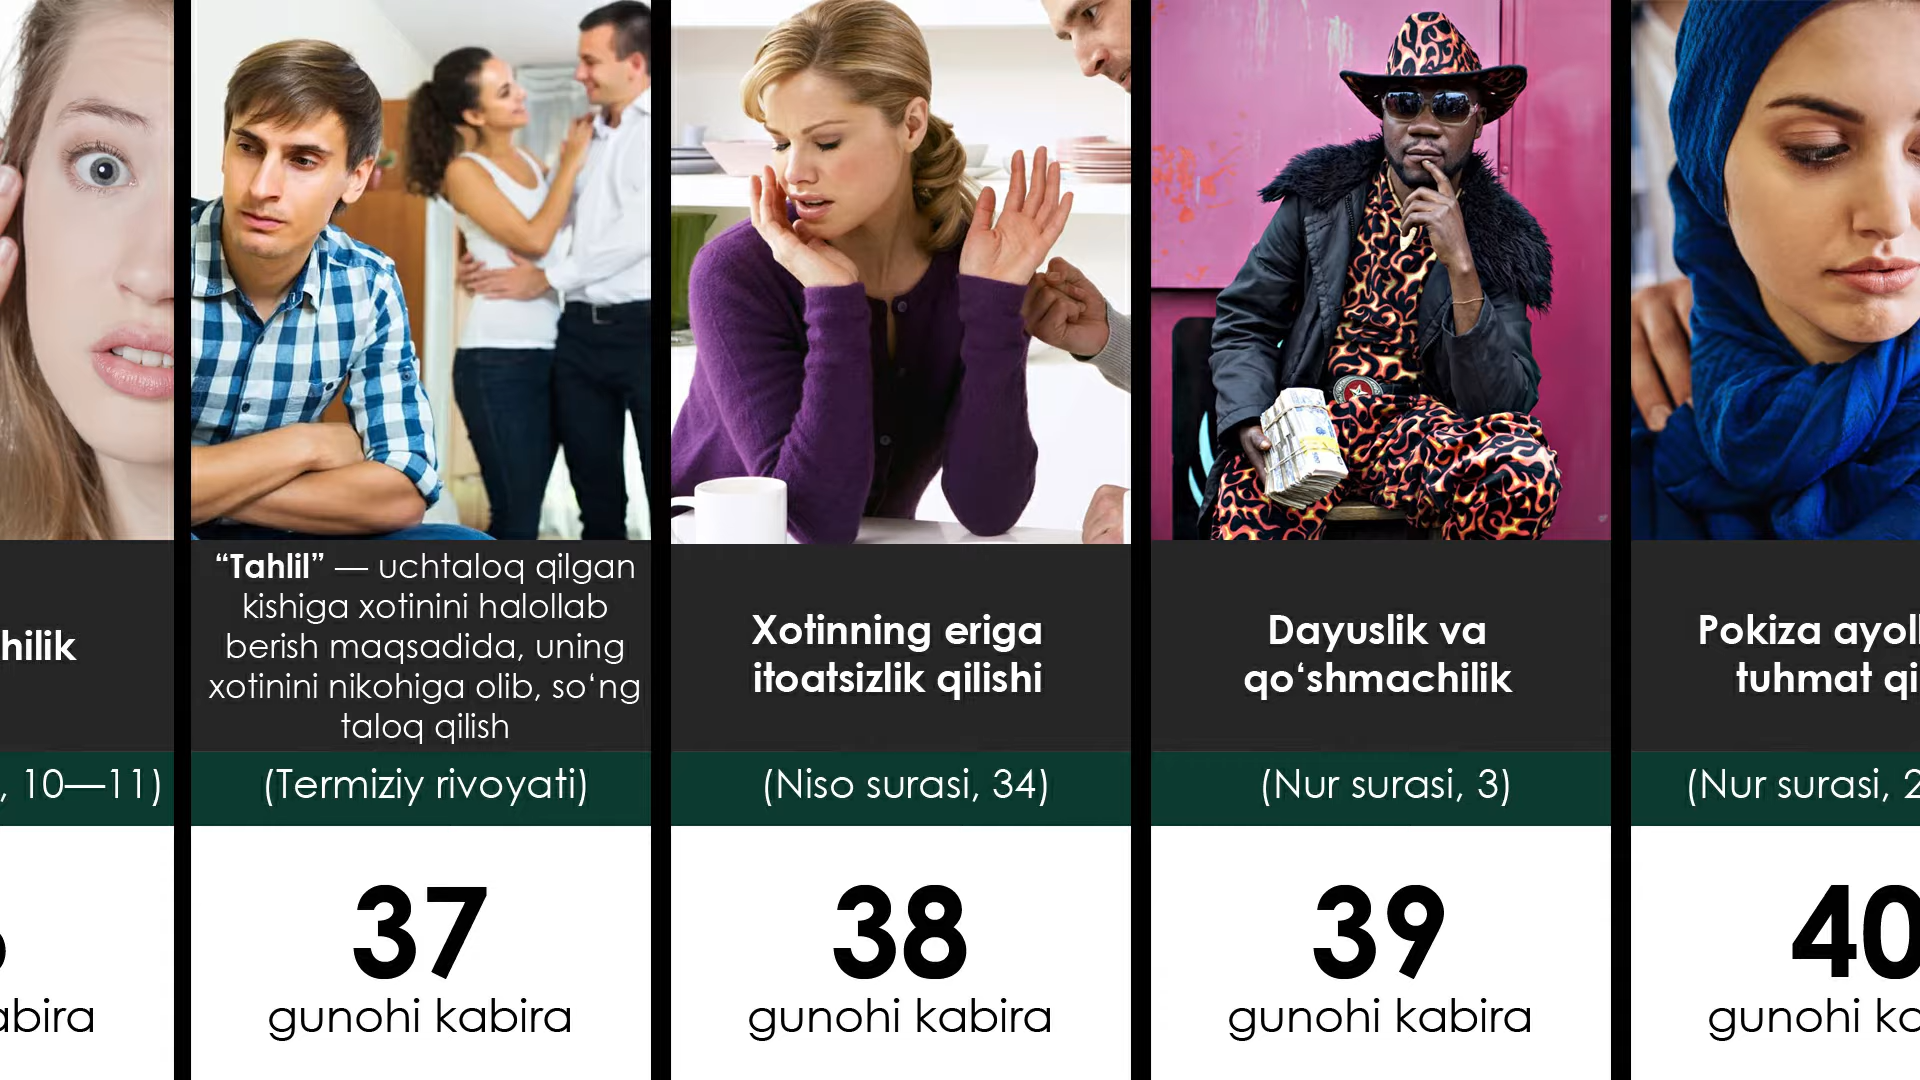 hilik
, 10—11)
abira
“Tahlil” — uchtaloq qilgan
kishiga xotinini halollab
berish maqsadida, uning
xotinini nikohiga olib, so‘ng
taloq qilish
(Termiziy rivoyati)
37
gunohi kabira
Xotinning eriga
itoatsizlik qilishi
(Niso surasi, 34)
38
gunohi kabira
Dayuslik va
qo‘shmachilik
(Nur surasi, 3)
39
gunohi kabira
Pokiza ayoll
tuhmat qi
(Nur surasi, 2
40
gunohi ka